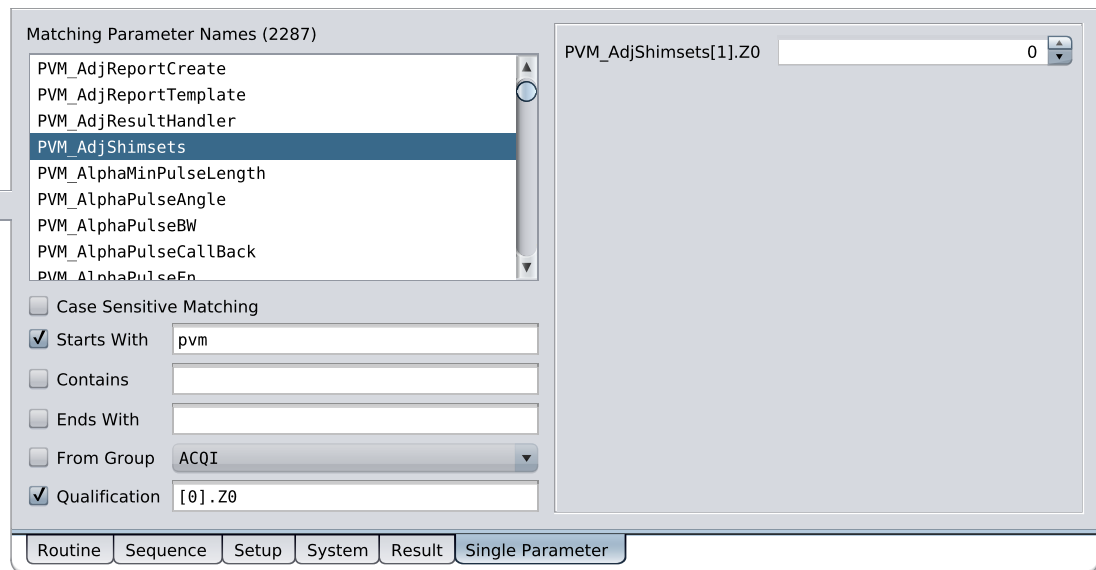 Matching Parameter Names (2287)
PVM_AdjReportCreate
PVM_AdjReportTemplate
PVM_AdjResultHandler
PVM_AdjShimsets
PVM_AlphaMinPulseLength
PVM_AlphaPulseAngle
PVM_AlphaPulseBW
PVM_AlphaPulseCallBack
PVM_AlphaPulseEn
Case Sensitive Matching
Starts With pvm
Contains
Ends With
From Group ACQI
Qualification [0].Z0
PVM_AdjShimsets[1].Z0 0
Routine Sequence Setup System Result Single Parameter